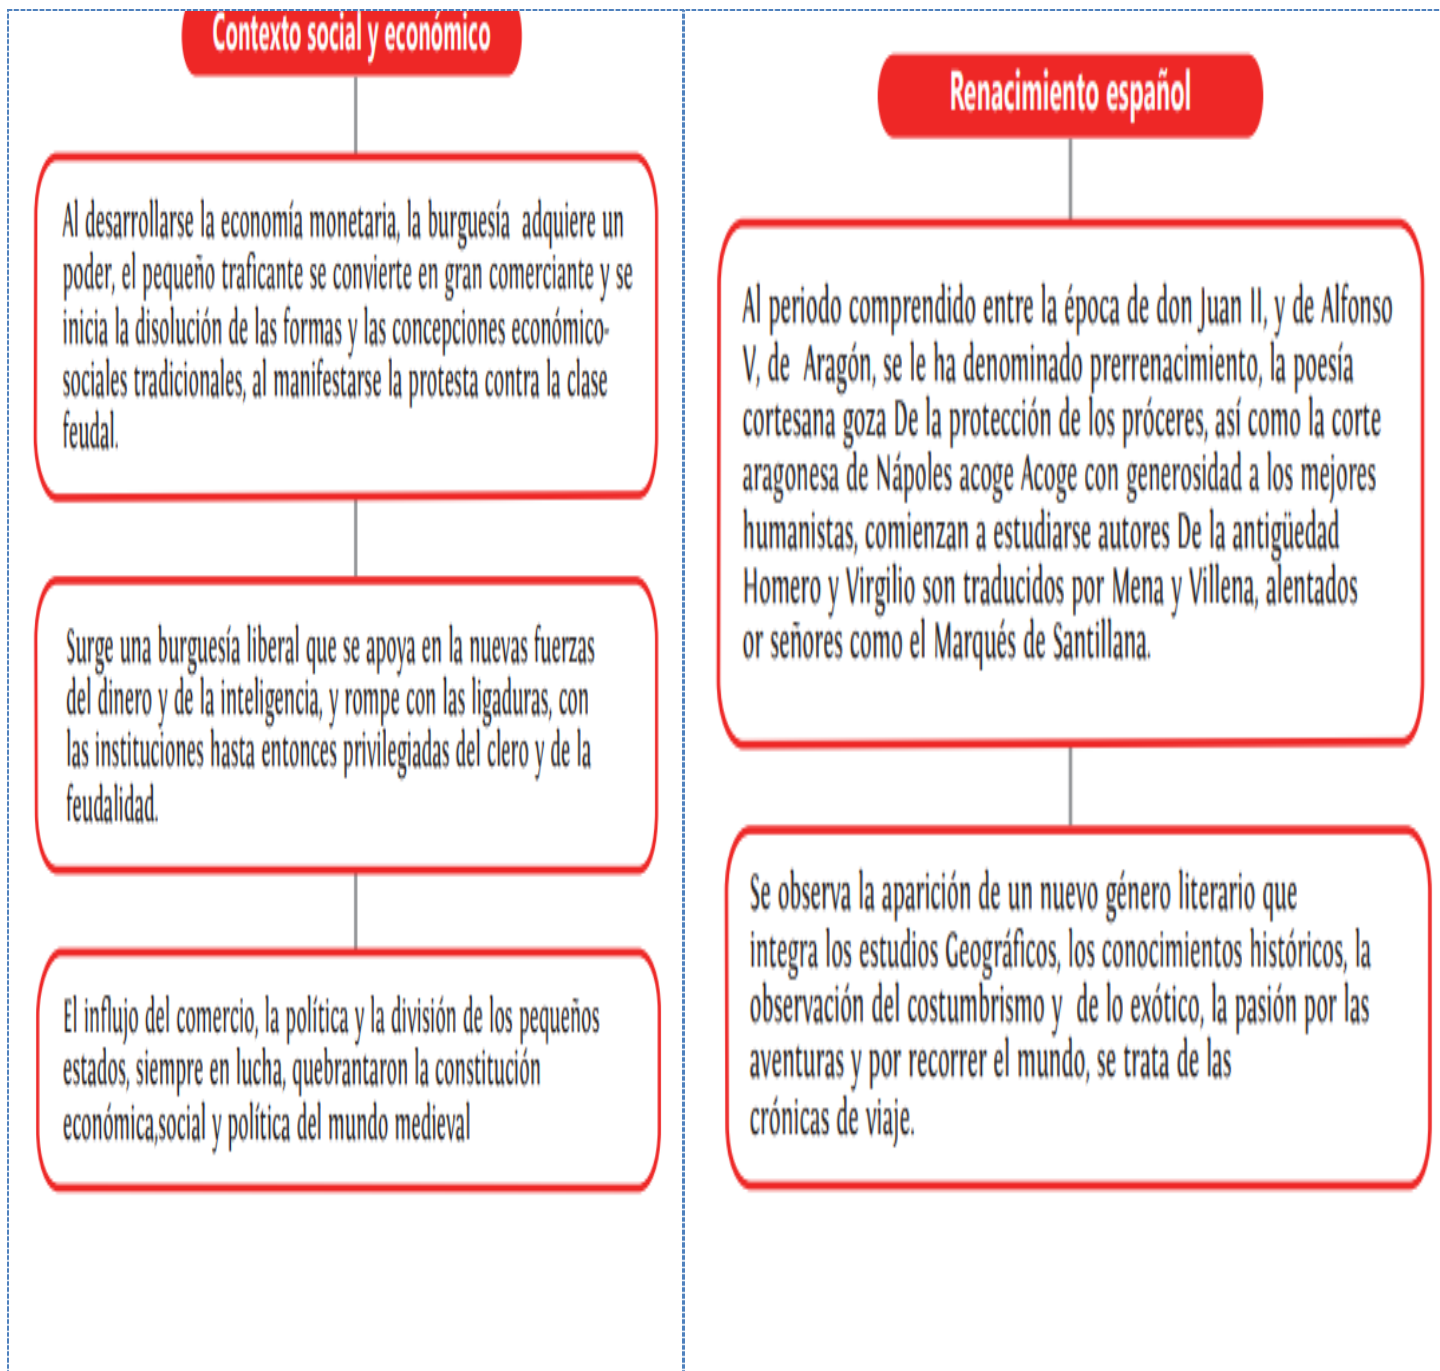 Contexto social y económico
Al desarrollarse la economía monetaria, la burguesía adquiere un
poder, el pequeño traficante se convierte en gran comerciante y se
inicia la disolución de las formas y las concepciones económico-
sociales tradicionales, al manifestarse la protesta contra la clase
feudal.
Surge una burguesía liberal que se apoya en la nuevas fuerzas
del dinero y de la inteligencia, y rompe con las ligaduras, con
las instituciones hasta entonces privilegiadas del clero y de la
feudalidad.
El influjo del comercio, la política y la división de los pequeños
estados, siempre en lucha, quebrantaron la constitución
económica,social y política del mundo medieval
Renacimiento español
Al periodo comprendido entre la época de don Juan II, y de Alfonso
V, de Aragón, se le ha denominado prerrenacimiento, la poesía
cortesana goza De la protección de los próceres, así como la corte
aragonesa de Nápoles acoge Acoge con generosidad a los mejores
humanistas, comienzan a estudiarse autores De la antigüedad
Homero y Virgilio son traducidos por Mena y Villena, alentados
or señores como el Marqués de Santillana.
Se observa la aparición de un nuevo género literario que
integra los estudios Geográficos, los conocimientos históricos, la
observación del costumbrismo y de lo exótico, la pasión por las
aventuras y por recorrer el mundo, se trata de las
crónicas de viaje.